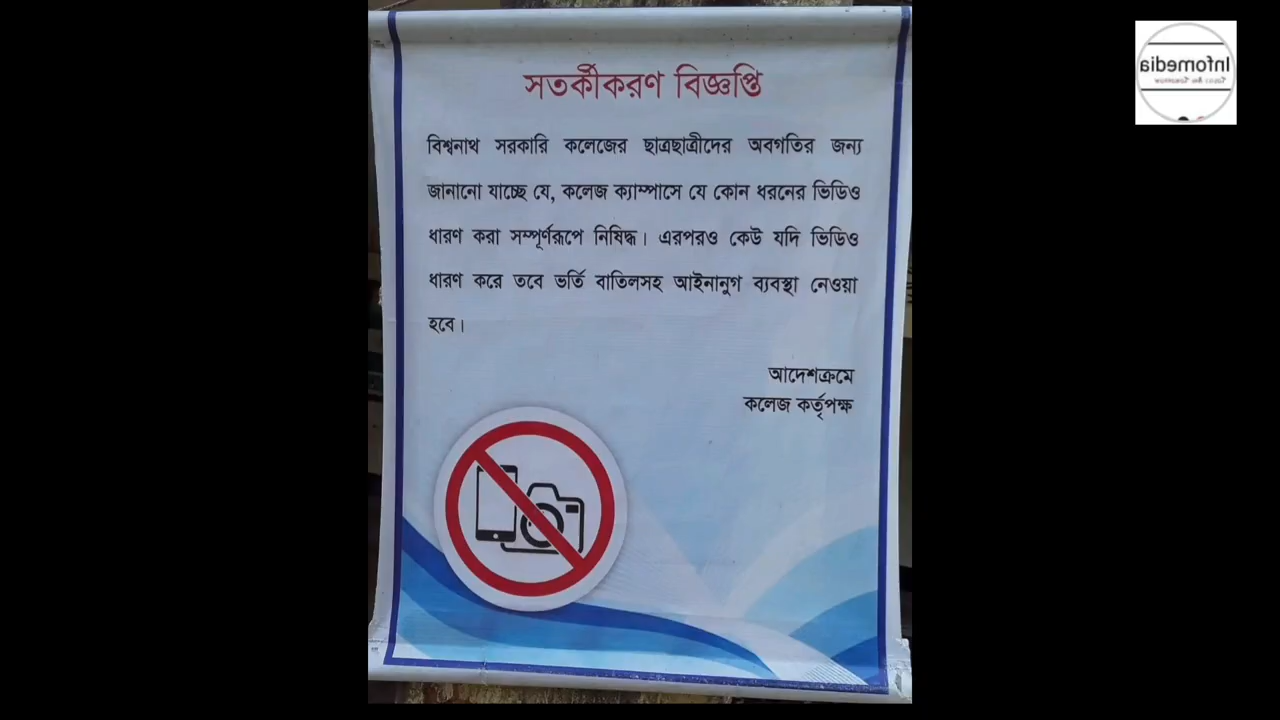 সতর্কীকরণ বিজ্ঞপ্তি
বিশ্বনাথ সরকারি কলেজের ছাত্রছাত্রীদের অবগতির জন্য
জানানো যাচ্ছে যে, কলেজ ক্যাম্পাসে যে কোন ধরনের ভিডিও
ধারণ করা সম্পূর্ণরূপে নিষিদ্ধ। এরপরও কেউ যদি ভিডিও
ধারণ করে তবে ভর্তি বাতিলসহ আইনানুগ ব্যবস্থা নেওয়া
হবে।
আদেশক্রমে
কলেজ কর্তৃপক্ষ
Infomedia